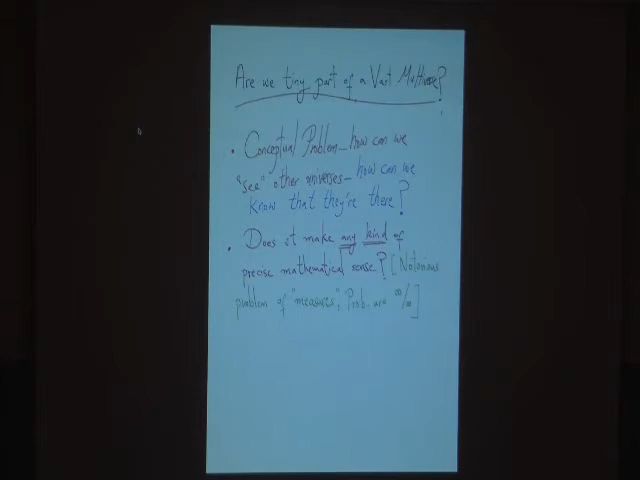 Are we tiny part of a Vast Multiverse?
• Conceptual Problem - how can we
"see" other universes - how can we
know that they're there?
• Does it make any kind of
precise mathematical sense? [Notorious
problem of "measures", Prob. are ∞/∞]